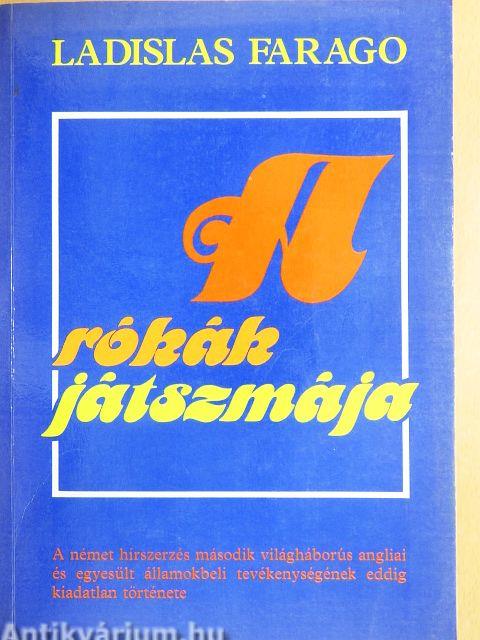 LADISLAS FARAGO
A
rókák
játszmája
A német hírszerzés második világháborús angliai
és egyesült államokbeli tevékenységének eddig
kiadatlan története
Antikvárium.hu